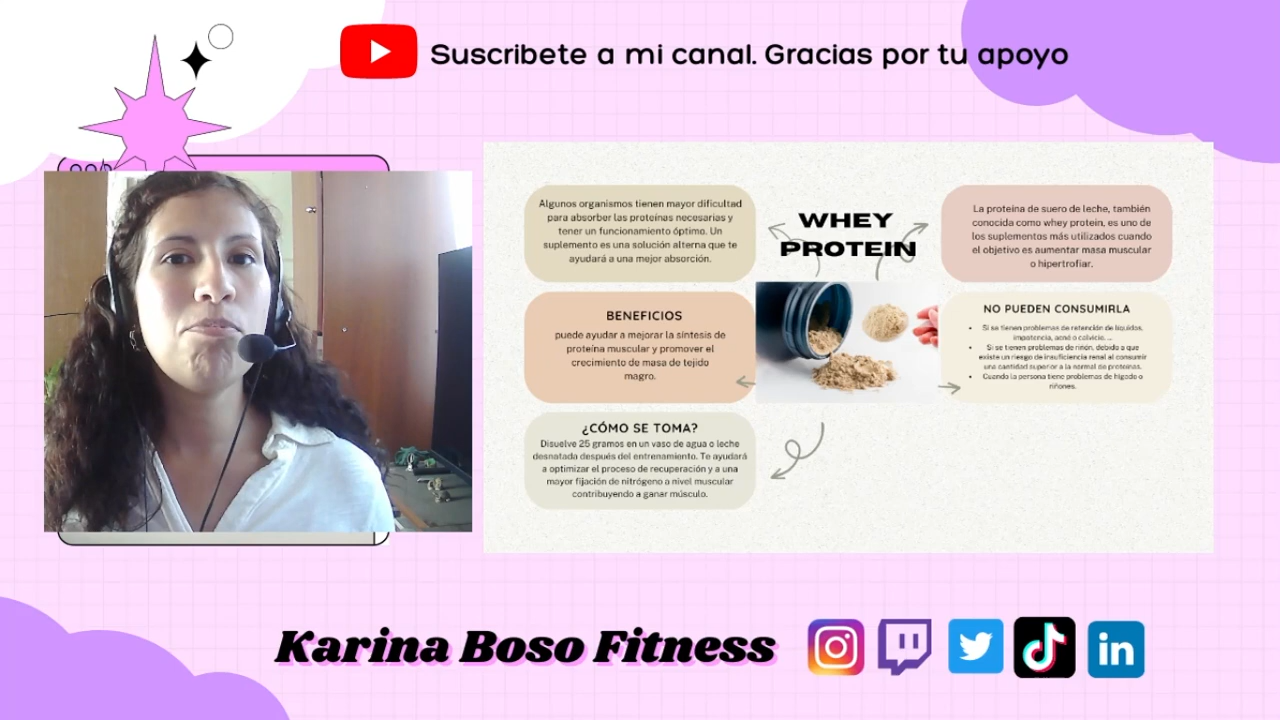 Suscribete a mi canal. Gracias por tu apoyo
Algunos organismos tienen mayor dificultad
para absorber las proteínas necesarias y
tener un funcionamiento óptimo. Un
suplemento es una solución alterna que te
ayudará a una mejor absorción.
WHEY
PROTEIN
La proteína de suero de leche, también
conocida como whey protein, es uno de
los suplementos más utilizados cuando
el objetivo es aumentar masa muscular
o hipertrofiar.
BENEFICIOS
puede ayudar a mejorar la síntesis de
proteína muscular y promover el
crecimiento de masa de tejido
magro.
NO PUEDEN CONSUMIRLA
• Si se tienen problemas de retención de líquidos,
impotencia, acné o calvicie. ...
• Si se tienen problemas de riñón, debido a que
existe un riesgo de insuficiencia renal al consumir
una cantidad superior a la normal de proteínas.
• Cuando la persona tiene problemas de hígado o
riñones.
¿CÓMO SE TOMA?
Disuelve 25 gramos en un vaso de agua o leche
desnatada después del entrenamiento. Te ayudará
a optimizar el proceso de recuperación y a una
mayor fijación de nitrógeno a nivel muscular
contribuyendo a ganar músculo.
Karina Boso Fitness
in